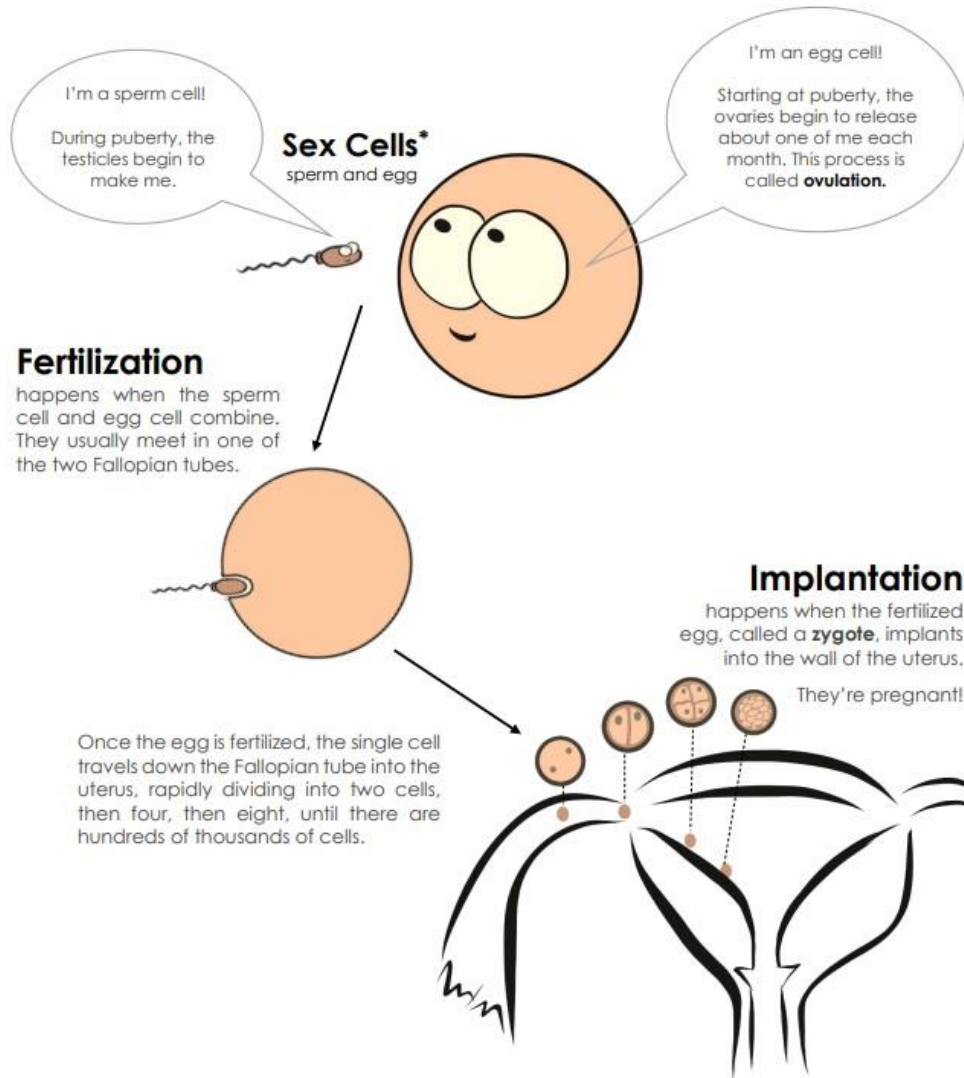 I'm a sperm cell!
During puberty, the
testicles begin to
make me.
Sex Cells*
sperm and egg
I'm an egg cell!
Starting at puberty, the
ovaries begin to release
about one of me each
month. This process is
called ovulation.
Fertilization
happens when the sperm
cell and egg cell combine.
They usually meet in one of
the two Fallopian tubes.
Implantation
happens when the fertilized
egg, called a zygote, implants
into the wall of the uterus.
They're pregnant!
Once the egg is fertilized, the single cell
travels down the Fallopian tube into the
uterus, rapidly dividing into two cells,
then four, then eight, until there are
hundreds of thousands of cells.